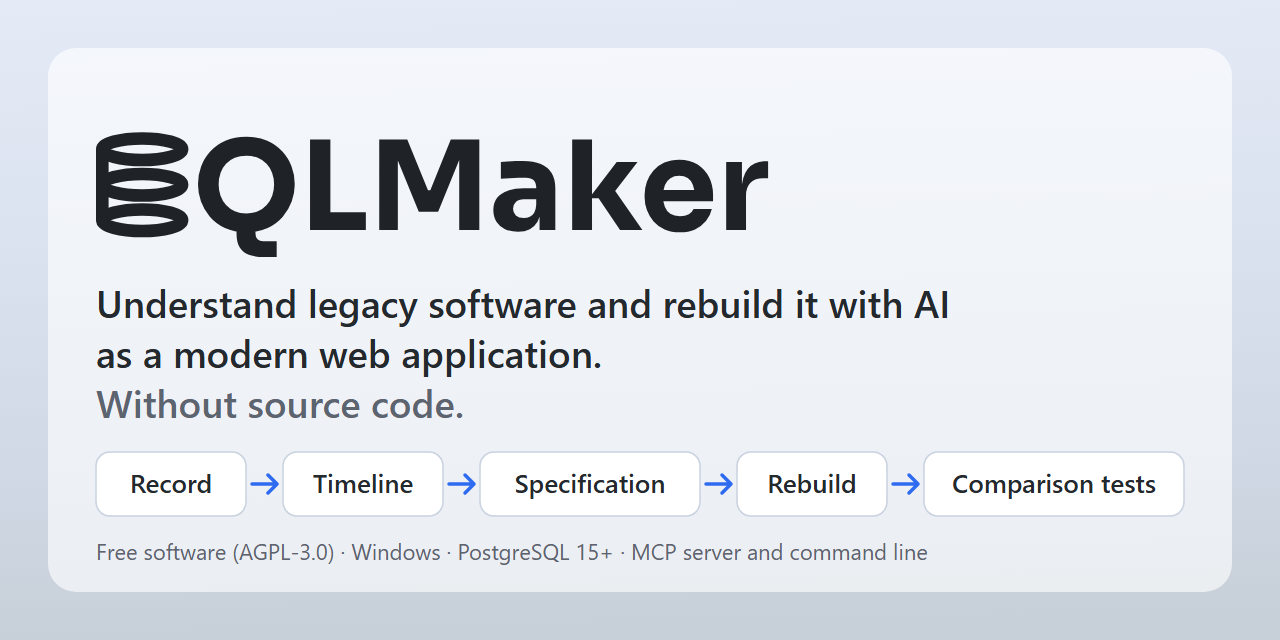 SQLMaker
Understand legacy software and rebuild it with AI
as a modern web application.
Without source code.
Record → Timeline → Specification → Rebuild → Comparison tests
Free software (AGPL-3.0) · Windows · PostgreSQL 15+ · MCP server and command line